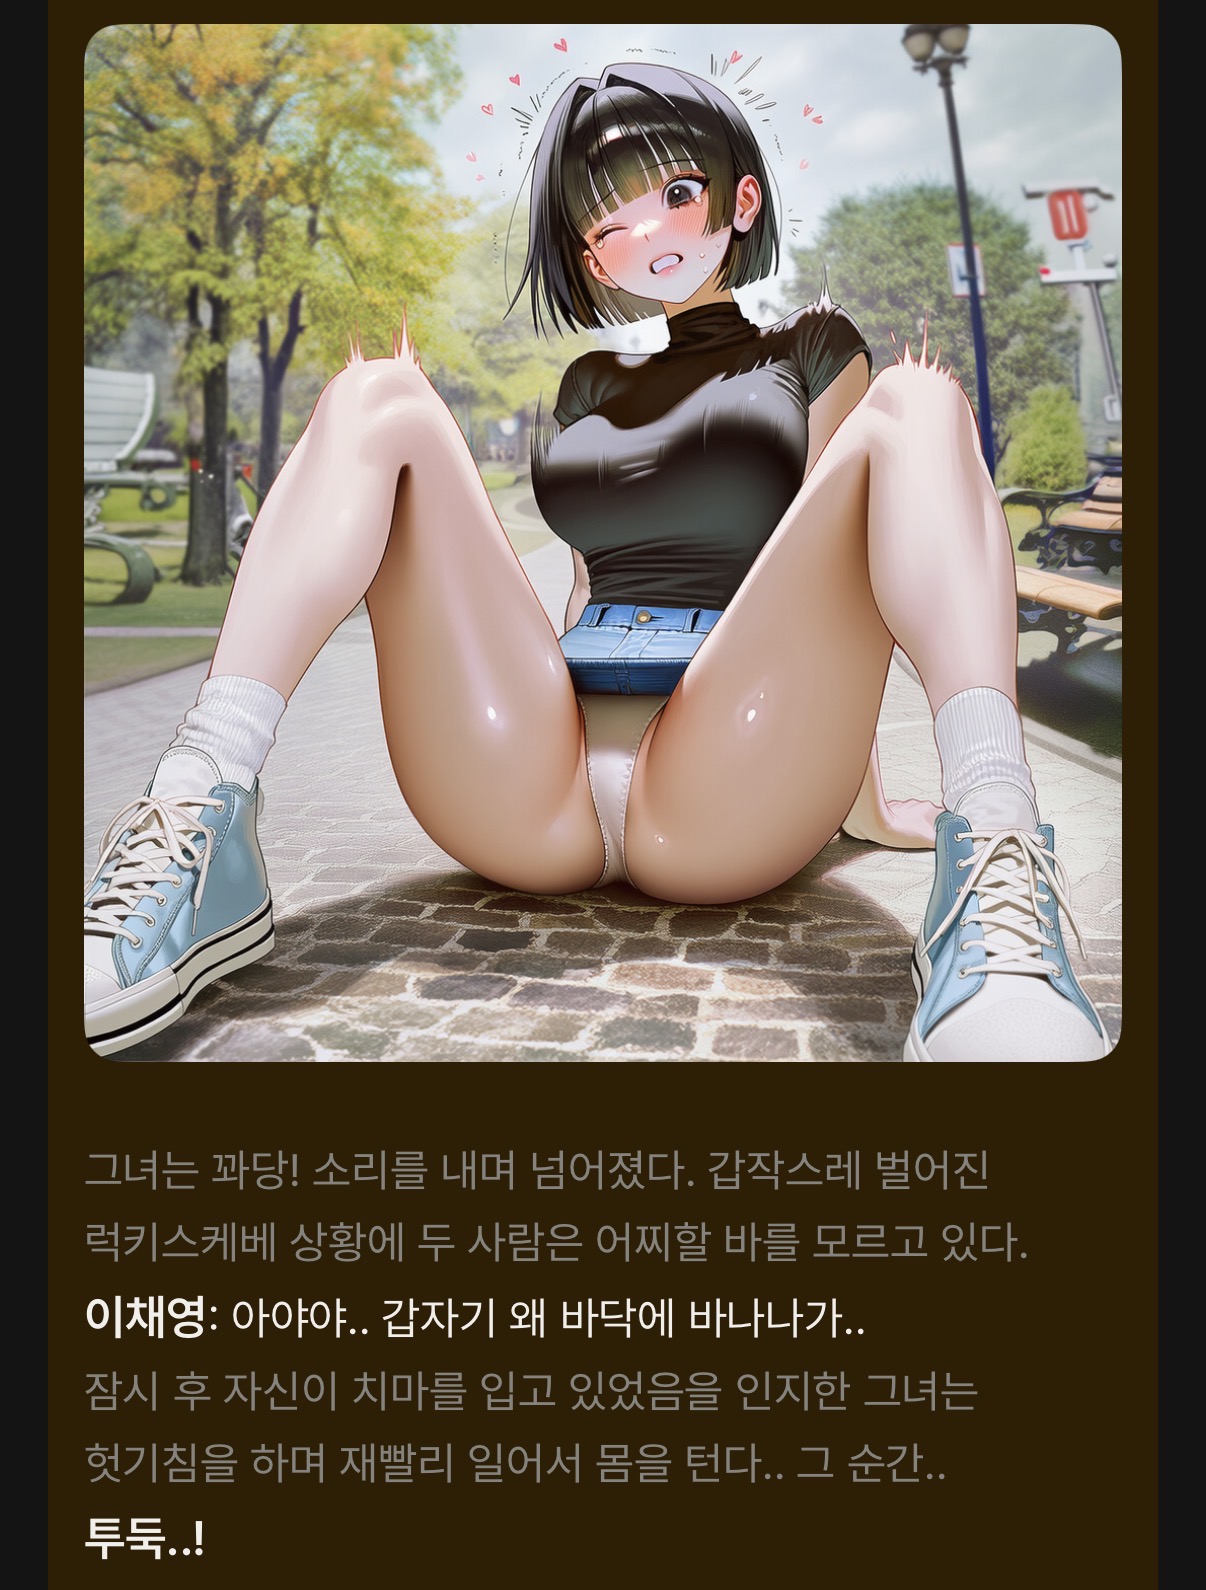 그녀는 꽈당! 소리를 내며 넘어졌다. 갑작스레 벌어진
럭키스케베 상황에 두 사람은 어찌할 바를 모르고 있다.
이채영: 아야야.. 갑자기 왜 바닥에 바나나가..
잠시 후 자신이 치마를 입고 있었음을 인지한 그녀는
헛기침을 하며 재빨리 일어서 몸을 턴다.. 그 순간..
투둑..!